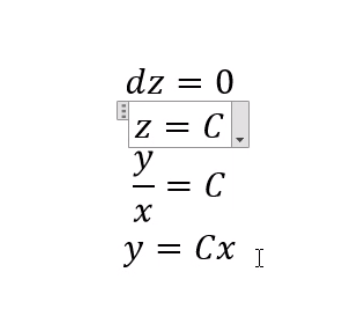 dz = 0
z = C
y/x = C
y = Cx